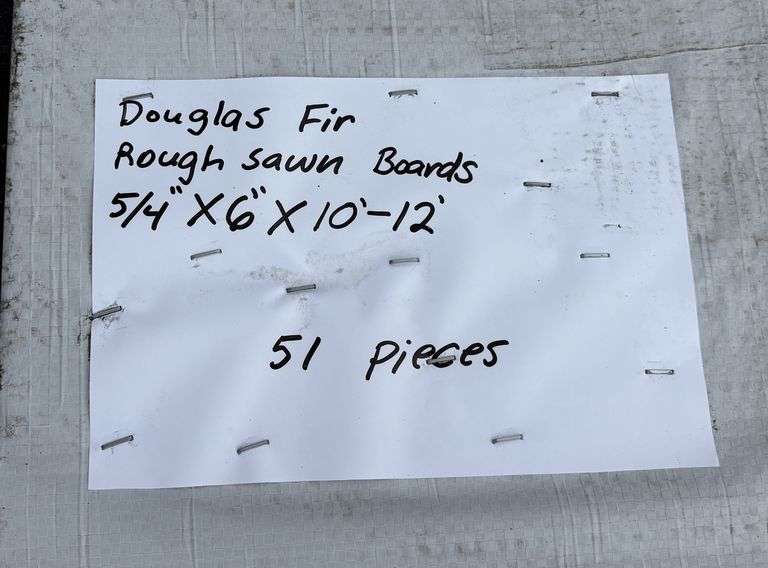 Douglas Fir
Rough Sawn Boards
5/4" X 6" X 10'-12'
51 pieces